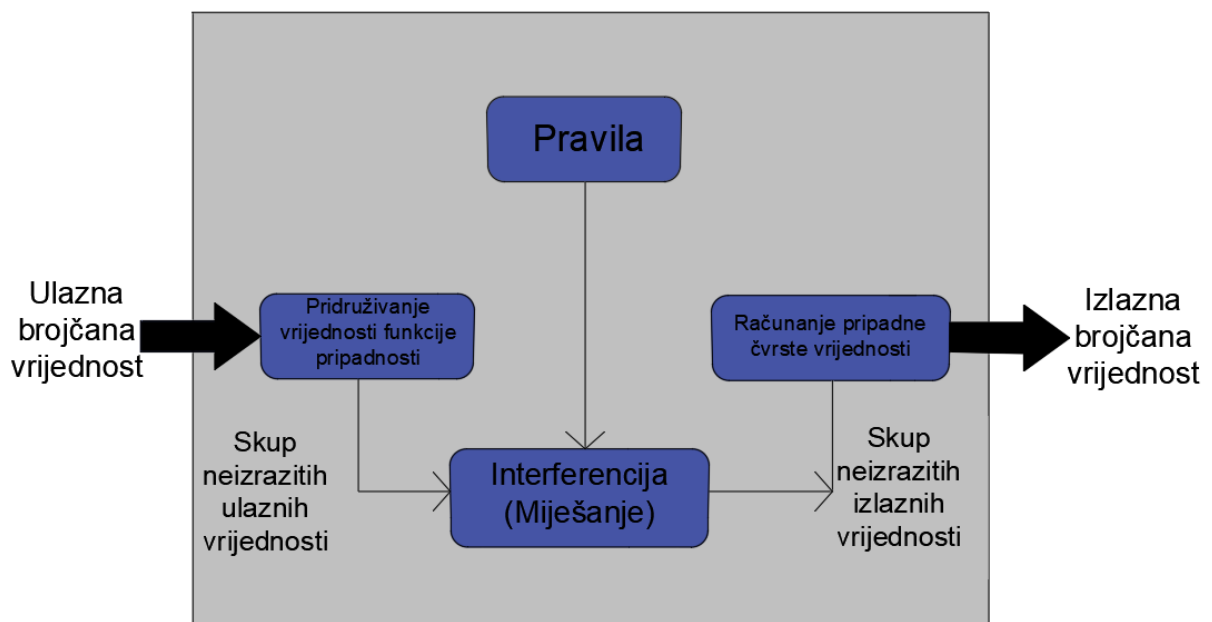 Pravila
Ulazna
brojčana
vrijednost
Pridruživanje
vrijednosti funkcije
pripadnosti
Računanje pripadne
čvrste vrijednosti
Izlazna
brojčana
vrijednost
Skup
neizrazitih
ulaznih
vrijednosti
Interferencija
(Miješanje)
Skup
neizrazitih
izlaznih
vrijednosti